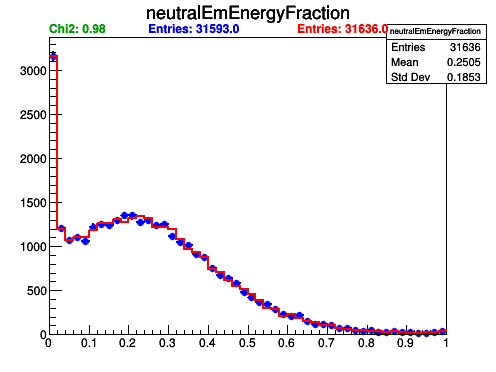 neutralEmEnergyFraction
Chi2: 0.98 Entries: 31593.0 Entries: 31636.0
neutralEmEnergyFraction
Entries 31636
Mean 0.2505
Std Dev 0.1853
3000
2500
2000
1500
1000
500
0
0 0.1 0.2 0.3 0.4 0.5 0.6 0.7 0.8 0.9 1